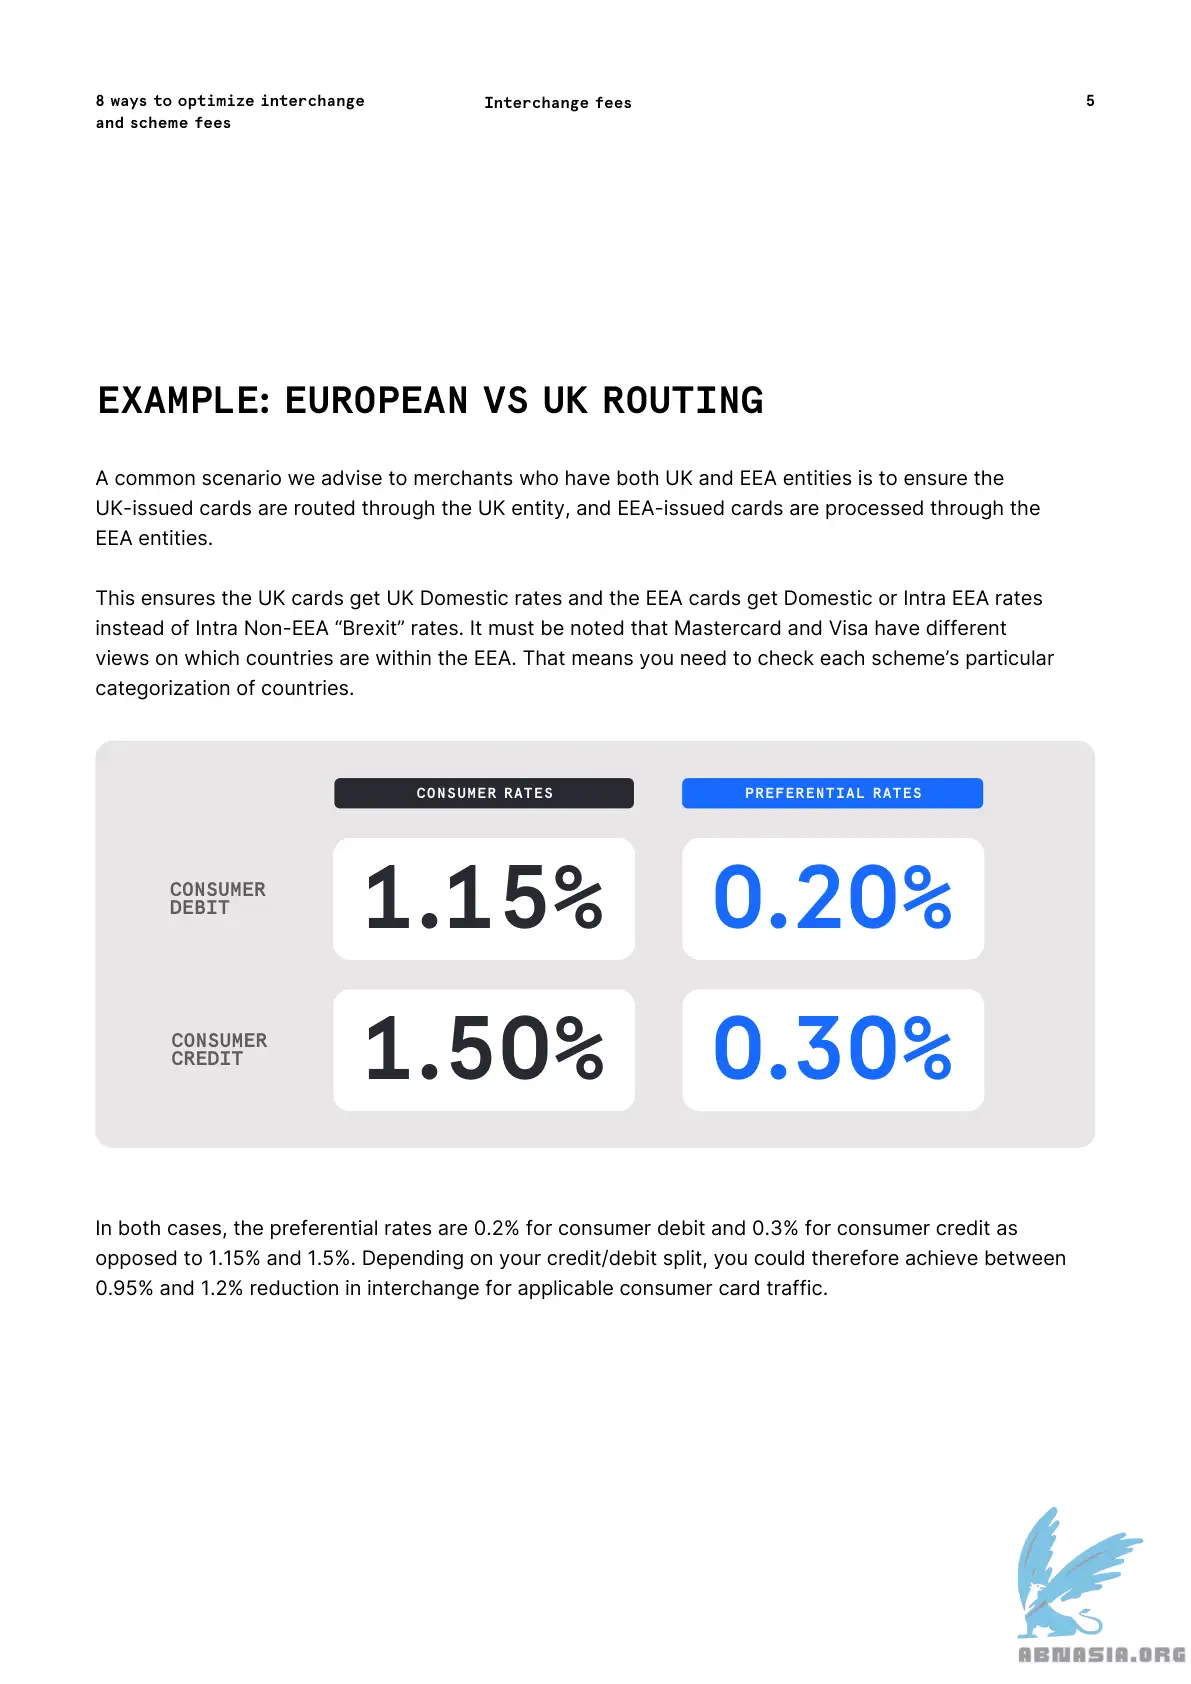 8 ways to optimize interchange
and scheme fees
Interchange fees
5
EXAMPLE: EUROPEAN VS UK ROUTING
A common scenario we advise to merchants who have both UK and EEA entities is to ensure the
UK-issued cards are routed through the UK entity, and EEA-issued cards are processed through the
EEA entities.
This ensures the UK cards get UK Domestic rates and the EEA cards get Domestic or Intra EEA rates
instead of Intra Non-EEA “Brexit” rates. It must be noted that Mastercard and Visa have different
views on which countries are within the EEA. That means you need to check each scheme’s particular
categorization of countries.
CONSUMER RATES
PREFERENTIAL RATES
CONSUMER
DEBIT
1.15%
0.20%
CONSUMER
CREDIT
1.50%
0.30%
In both cases, the preferential rates are 0.2% for consumer debit and 0.3% for consumer credit as
opposed to 1.15% and 1.5%. Depending on your credit/debit split, you could therefore achieve between
0.95% and 1.2% reduction in interchange for applicable consumer card traffic.
ABNASIA.ORG